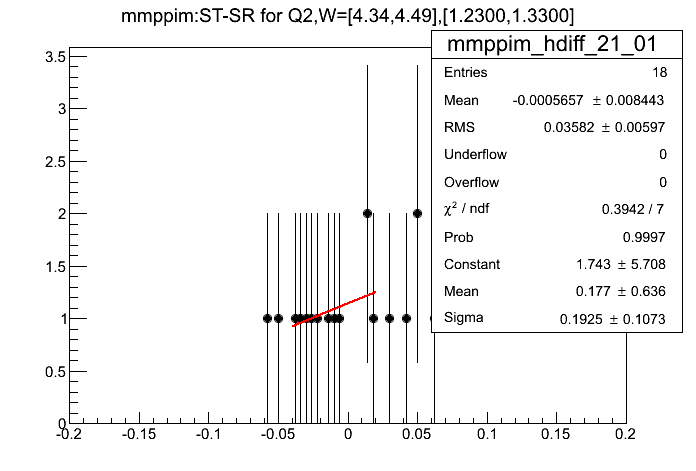 mmppim:ST-SR for Q2,W=[4.34,4.49],[1.2300,1.3300]
mmppim_hdiff_21_01
Entries 18
Mean -0.0005657 ± 0.008443
RMS 0.03582 ± 0.00597
Underflow 0
Overflow 0
χ² / ndf 0.3942 / 7
Prob 0.9997
Constant 1.743 ± 5.708
Mean 0.177 ± 0.636
Sigma 0.1925 ± 0.1073
3.5
3
2.5
2
1.5
1
0.5
0
-0.2 -0.15 -0.1 -0.05 0 0.05 0.1 0.15 0.2